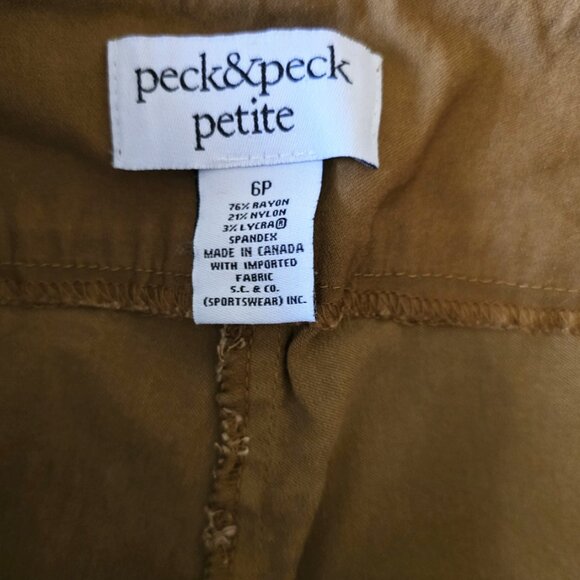 peck&peck
petite
6P
76% RAYON
21% NYLON
3% LYCRA®
SPANDEX
MADE IN CANADA
WITH IMPORTED
FABRIC
S.C. & CO.
(SPORTSWEAR) INC.